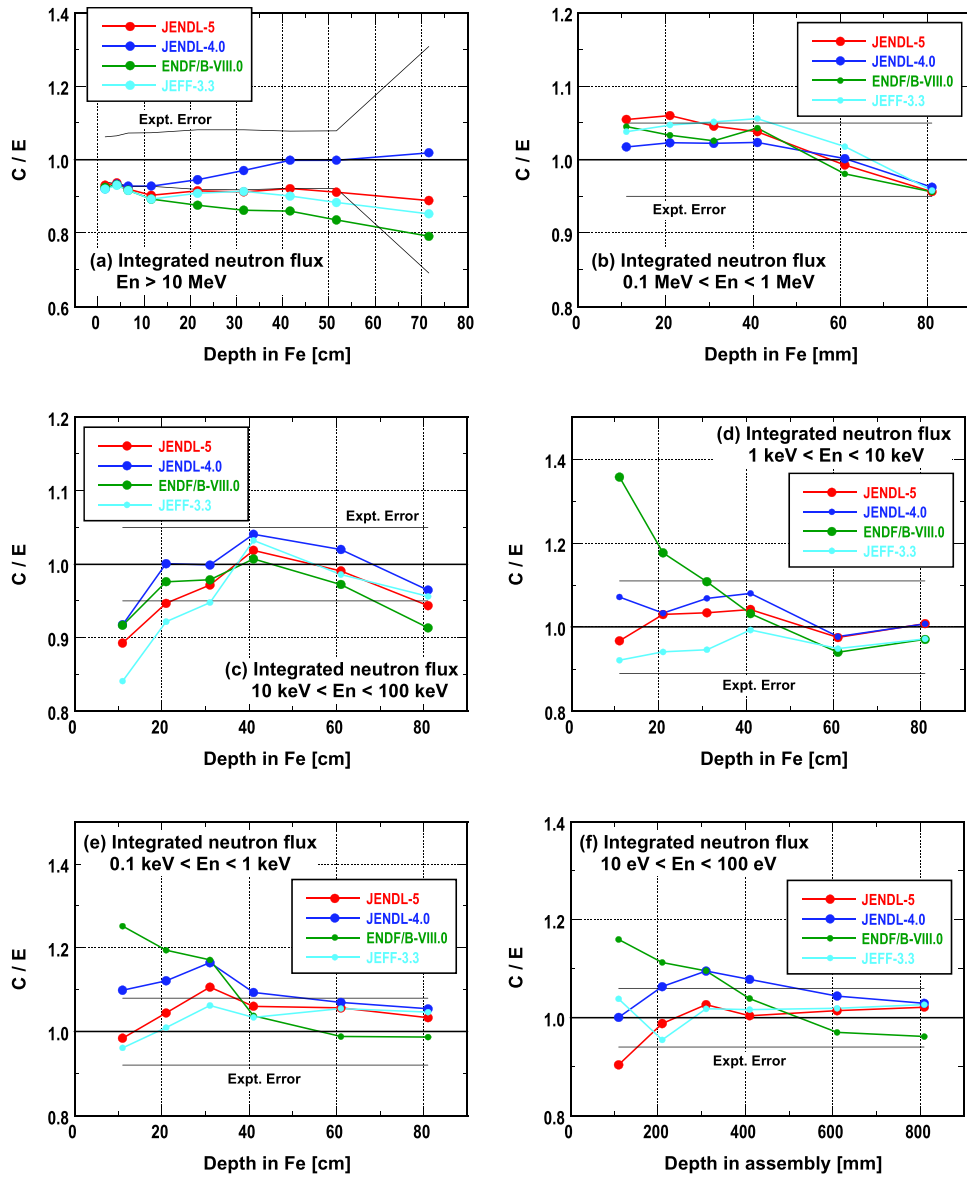 1.4
1.2
1.0
0.8
0.6
C / E
JENDL-5
JENDL-4.0
ENDF/B-VIII.0
JEFF-3.3
Expt. Error
(a) Integrated neutron flux
En > 10 MeV
0 10 20 30 40 50 60 70 80
Depth in Fe [cm]
1.2
1.1
1.0
0.9
0.8
C / E
JENDL-5
JENDL-4.0
ENDF/B-VIII.0
JEFF-3.3
Expt. Error
(b) Integrated neutron flux
0.1 MeV < En < 1 MeV
0 20 40 60 80
Depth in Fe [mm]
1.2
1.1
1.0
0.9
0.8
C / E
JENDL-5
JENDL-4.0
ENDF/B-VIII.0
JEFF-3.3
Expt. Error
(c) Integrated neutron flux
10 keV < En < 100 keV
0 20 40 60 80
Depth in Fe [cm]
(d) Integrated neutron flux
1 keV < En < 10 keV
1.4
1.2
1.0
0.8
C / E
JENDL-5
JENDL-4.0
ENDF/B-VIII.0
JEFF-3.3
Expt. Error
0 20 40 60 80
Depth in Fe [cm]
(e) Integrated neutron flux
0.1 keV < En < 1 keV
1.4
1.2
1.0
0.8
C / E
JENDL-5
JENDL-4.0
ENDF/B-VIII.0
JEFF-3.3
Expt. Error
0 20 40 60 80
Depth in Fe [cm]
1.4
(f) Integrated neutron flux
10 eV < En < 100 eV
1.2
1.0
0.8
C / E
JENDL-5
JENDL-4.0
ENDF/B-VIII.0
JEFF-3.3
Expt. Error
0 200 400 600 800
Depth in assembly [mm]